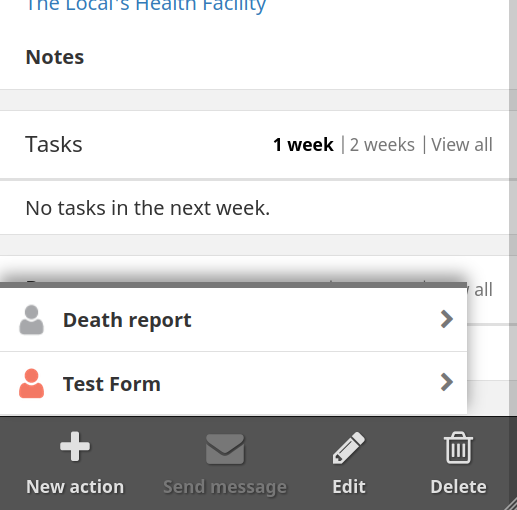 The Local's Health Facility
Notes
Tasks 1 week | 2 weeks | View all
No tasks in the next week.
all
Death report
Test Form
New action Send message Edit Delete